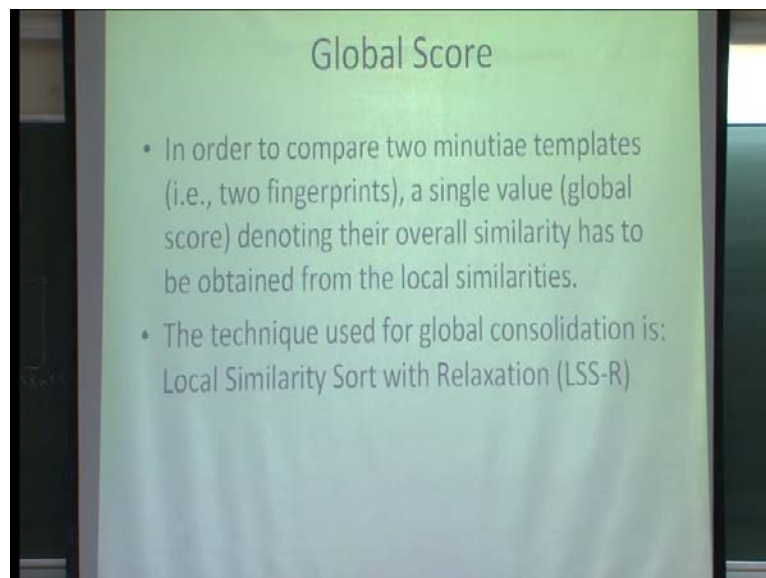 Global Score
• In order to compare two minutiae templates
(i.e., two fingerprints), a single value (global
score) denoting their overall similarity has to
be obtained from the local similarities.
• The technique used for global consolidation is:
Local Similarity Sort with Relaxation (LSS-R)